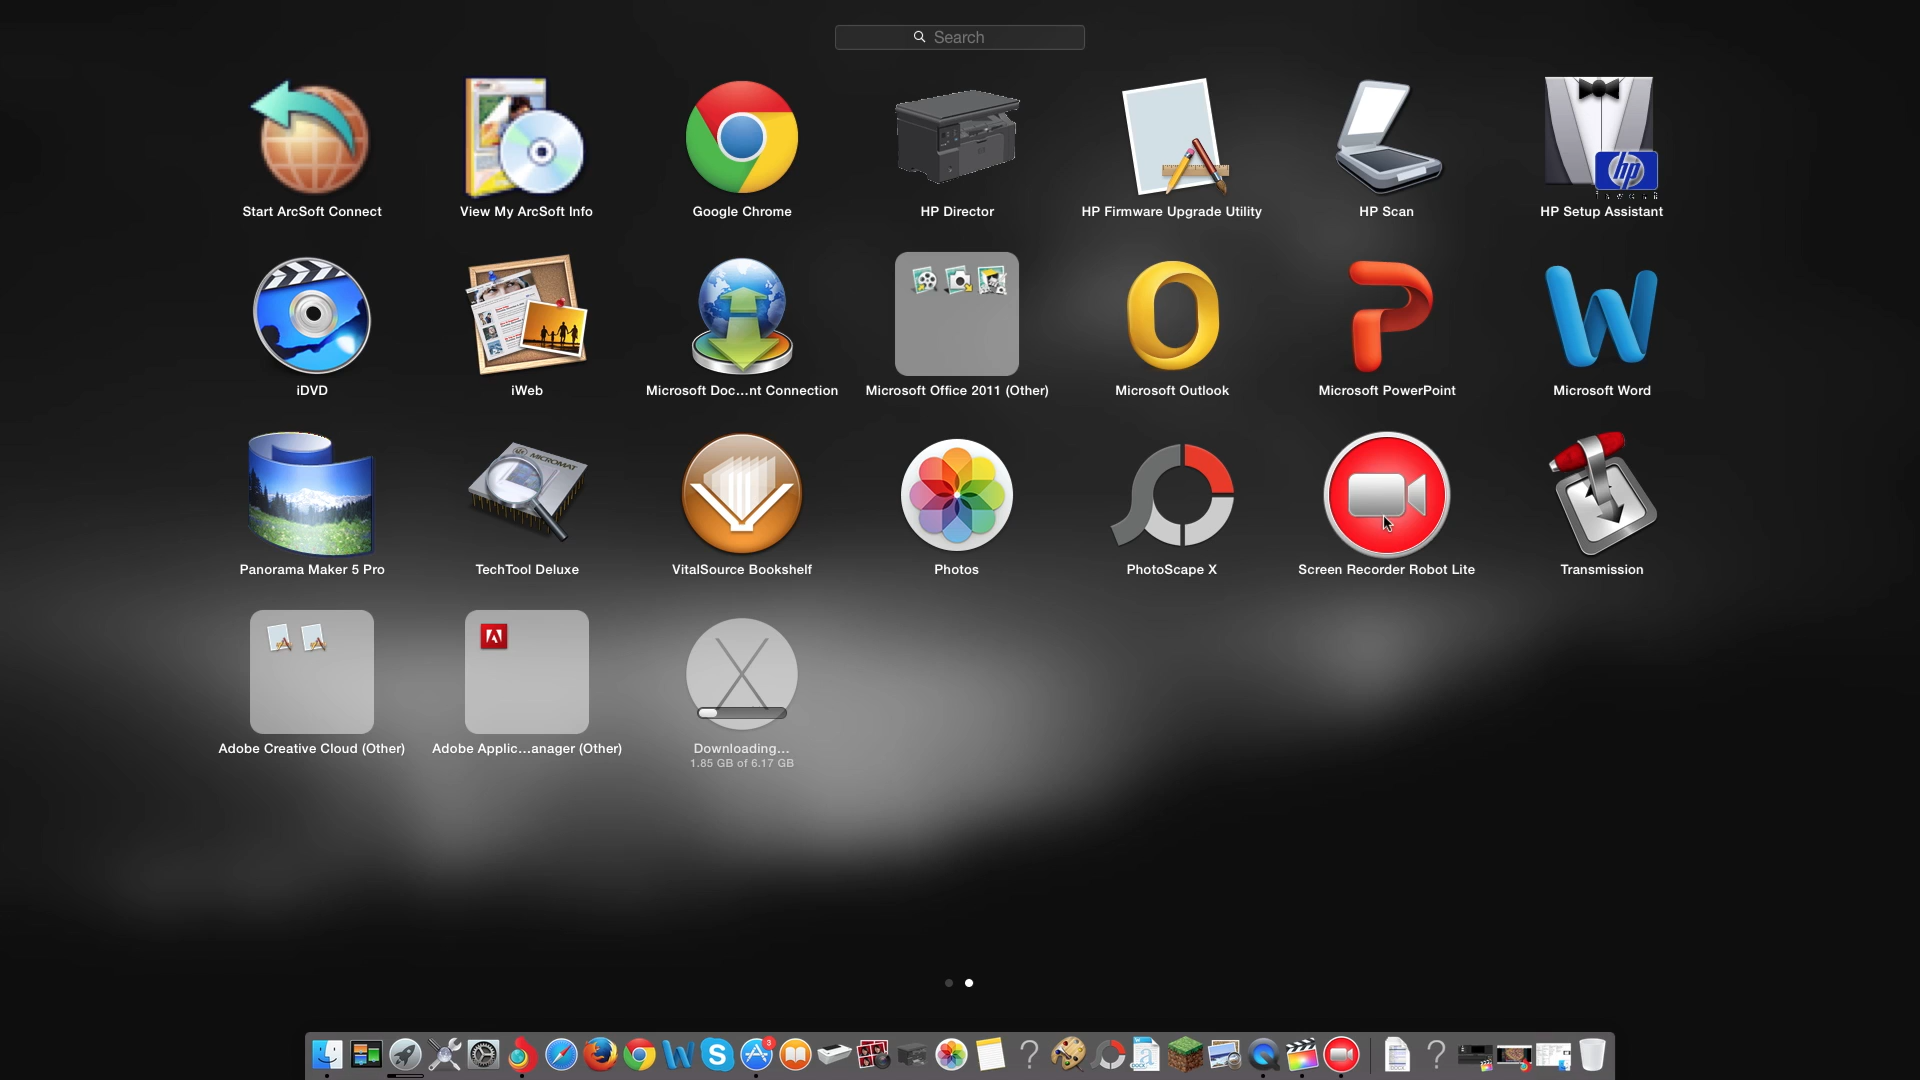 Search
Start ArcSoft Connect
View My ArcSoft Info
Google Chrome
HP Director
HP Firmware Upgrade Utility
HP Scan
hp
HP Setup Assistant
iDVD
iWeb
Microsoft Doc...nt Connection
Microsoft Office 2011 (Other)
Microsoft Outlook
Microsoft PowerPoint
Microsoft Word
MICROMAT
Panorama Maker 5 Pro
TechTool Deluxe
VitalSource Bookshelf
Photos
PhotoScape X
Screen Recorder Robot Lite
Transmission
Adobe Creative Cloud (Other)
Adobe Applic...anager (Other)
Downloading...
1.85 GB of 6.17 GB
3